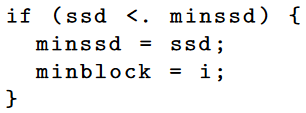 if (ssd <. minssd) {
  minssd = ssd;
  minblock = i;
}